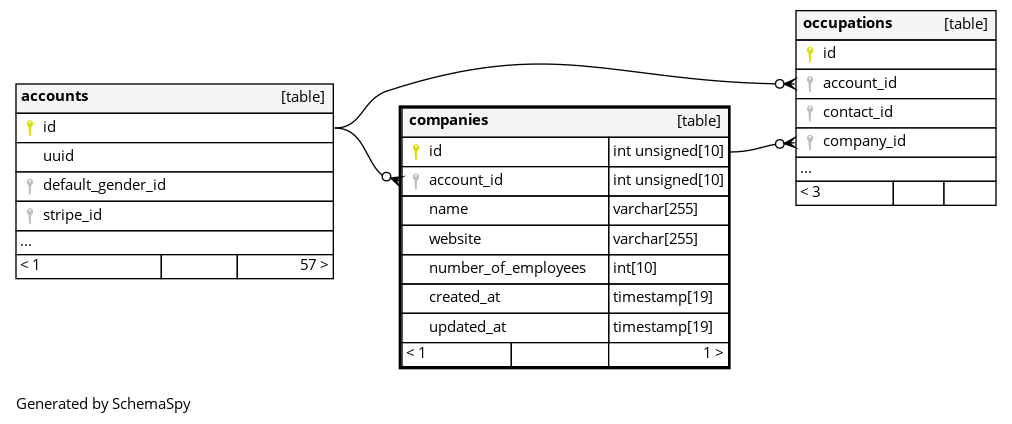 accounts [table]
id
uuid
default_gender_id
stripe_id
...
< 1 57 >
companies [table]
id int unsigned[10]
account_id int unsigned[10]
name varchar[255]
website varchar[255]
number_of_employees int[10]
created_at timestamp[19]
updated_at timestamp[19]
< 1 1 >
occupations [table]
id
account_id
contact_id
company_id
...
< 3
Generated by SchemaSpy